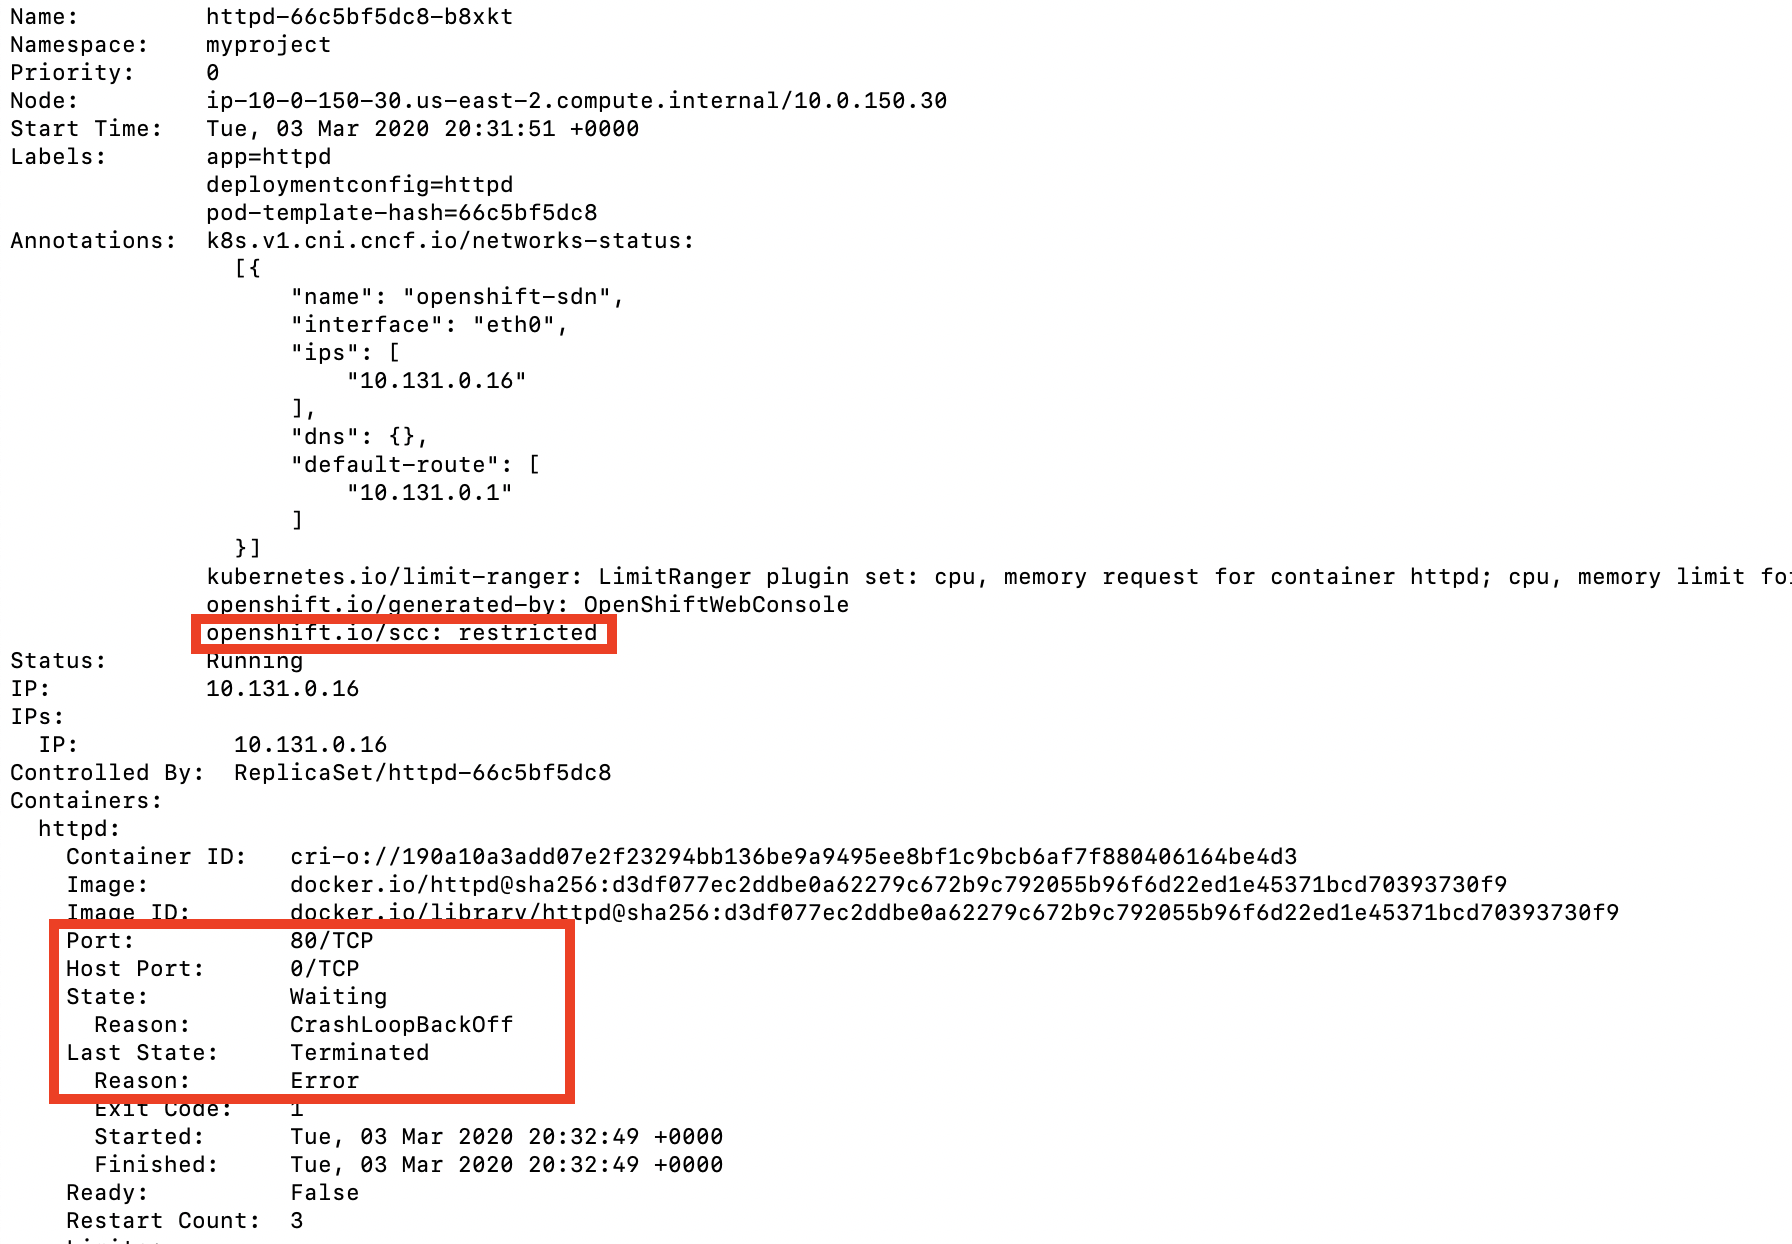 Name:         httpd-66c5bf5dc8-b8xkt
Namespace:    myproject
Priority:     0
Node:         ip-10-0-150-30.us-east-2.compute.internal/10.0.150.30
Start Time:   Tue, 03 Mar 2020 20:31:51 +0000
Labels:       app=httpd
              deploymentconfig=httpd
              pod-template-hash=66c5bf5dc8
Annotations:  k8s.v1.cni.cncf.io/networks-status:
                [{
                    "name": "openshift-sdn",
                    "interface": "eth0",
                    "ips": [
                        "10.131.0.16"
                    ],
                    "dns": {},
                    "default-route": [
                        "10.131.0.1"
                    ]
                }]
              kubernetes.io/limit-ranger: LimitRanger plugin set: cpu, memory request for container httpd; cpu, memory limit
              openshift.io/generated-by: OpenShiftWebConsole
              openshift.io/scc: restricted
Status:       Running
IP:           10.131.0.16
IPs:
  IP:           10.131.0.16
Controlled By:  ReplicaSet/httpd-66c5bf5dc8
Containers:
  httpd:
    Container ID:   cri-o://190a10a3add07e2f23294bb136be9a9495ee8bf1c9bcb6af7f880406164be4d3
    Image:          docker.io/httpd@sha256:d3df077ec2ddbe0a62279c672b9c792055b96f6d22ed1e45371bcd70393730f9
    Image ID:       docker.io/library/httpd@sha256:d3df077ec2ddbe0a62279c672b9c792055b96f6d22ed1e45371bcd70393730f9
    Port:           80/TCP
    Host Port:      0/TCP
    State:          Waiting
      Reason:       CrashLoopBackOff
    Last State:     Terminated
      Reason:       Error
      Exit Code:    1
      Started:      Tue, 03 Mar 2020 20:32:49 +0000
      Finished:     Tue, 03 Mar 2020 20:32:49 +0000
    Ready:          False
    Restart Count:  3